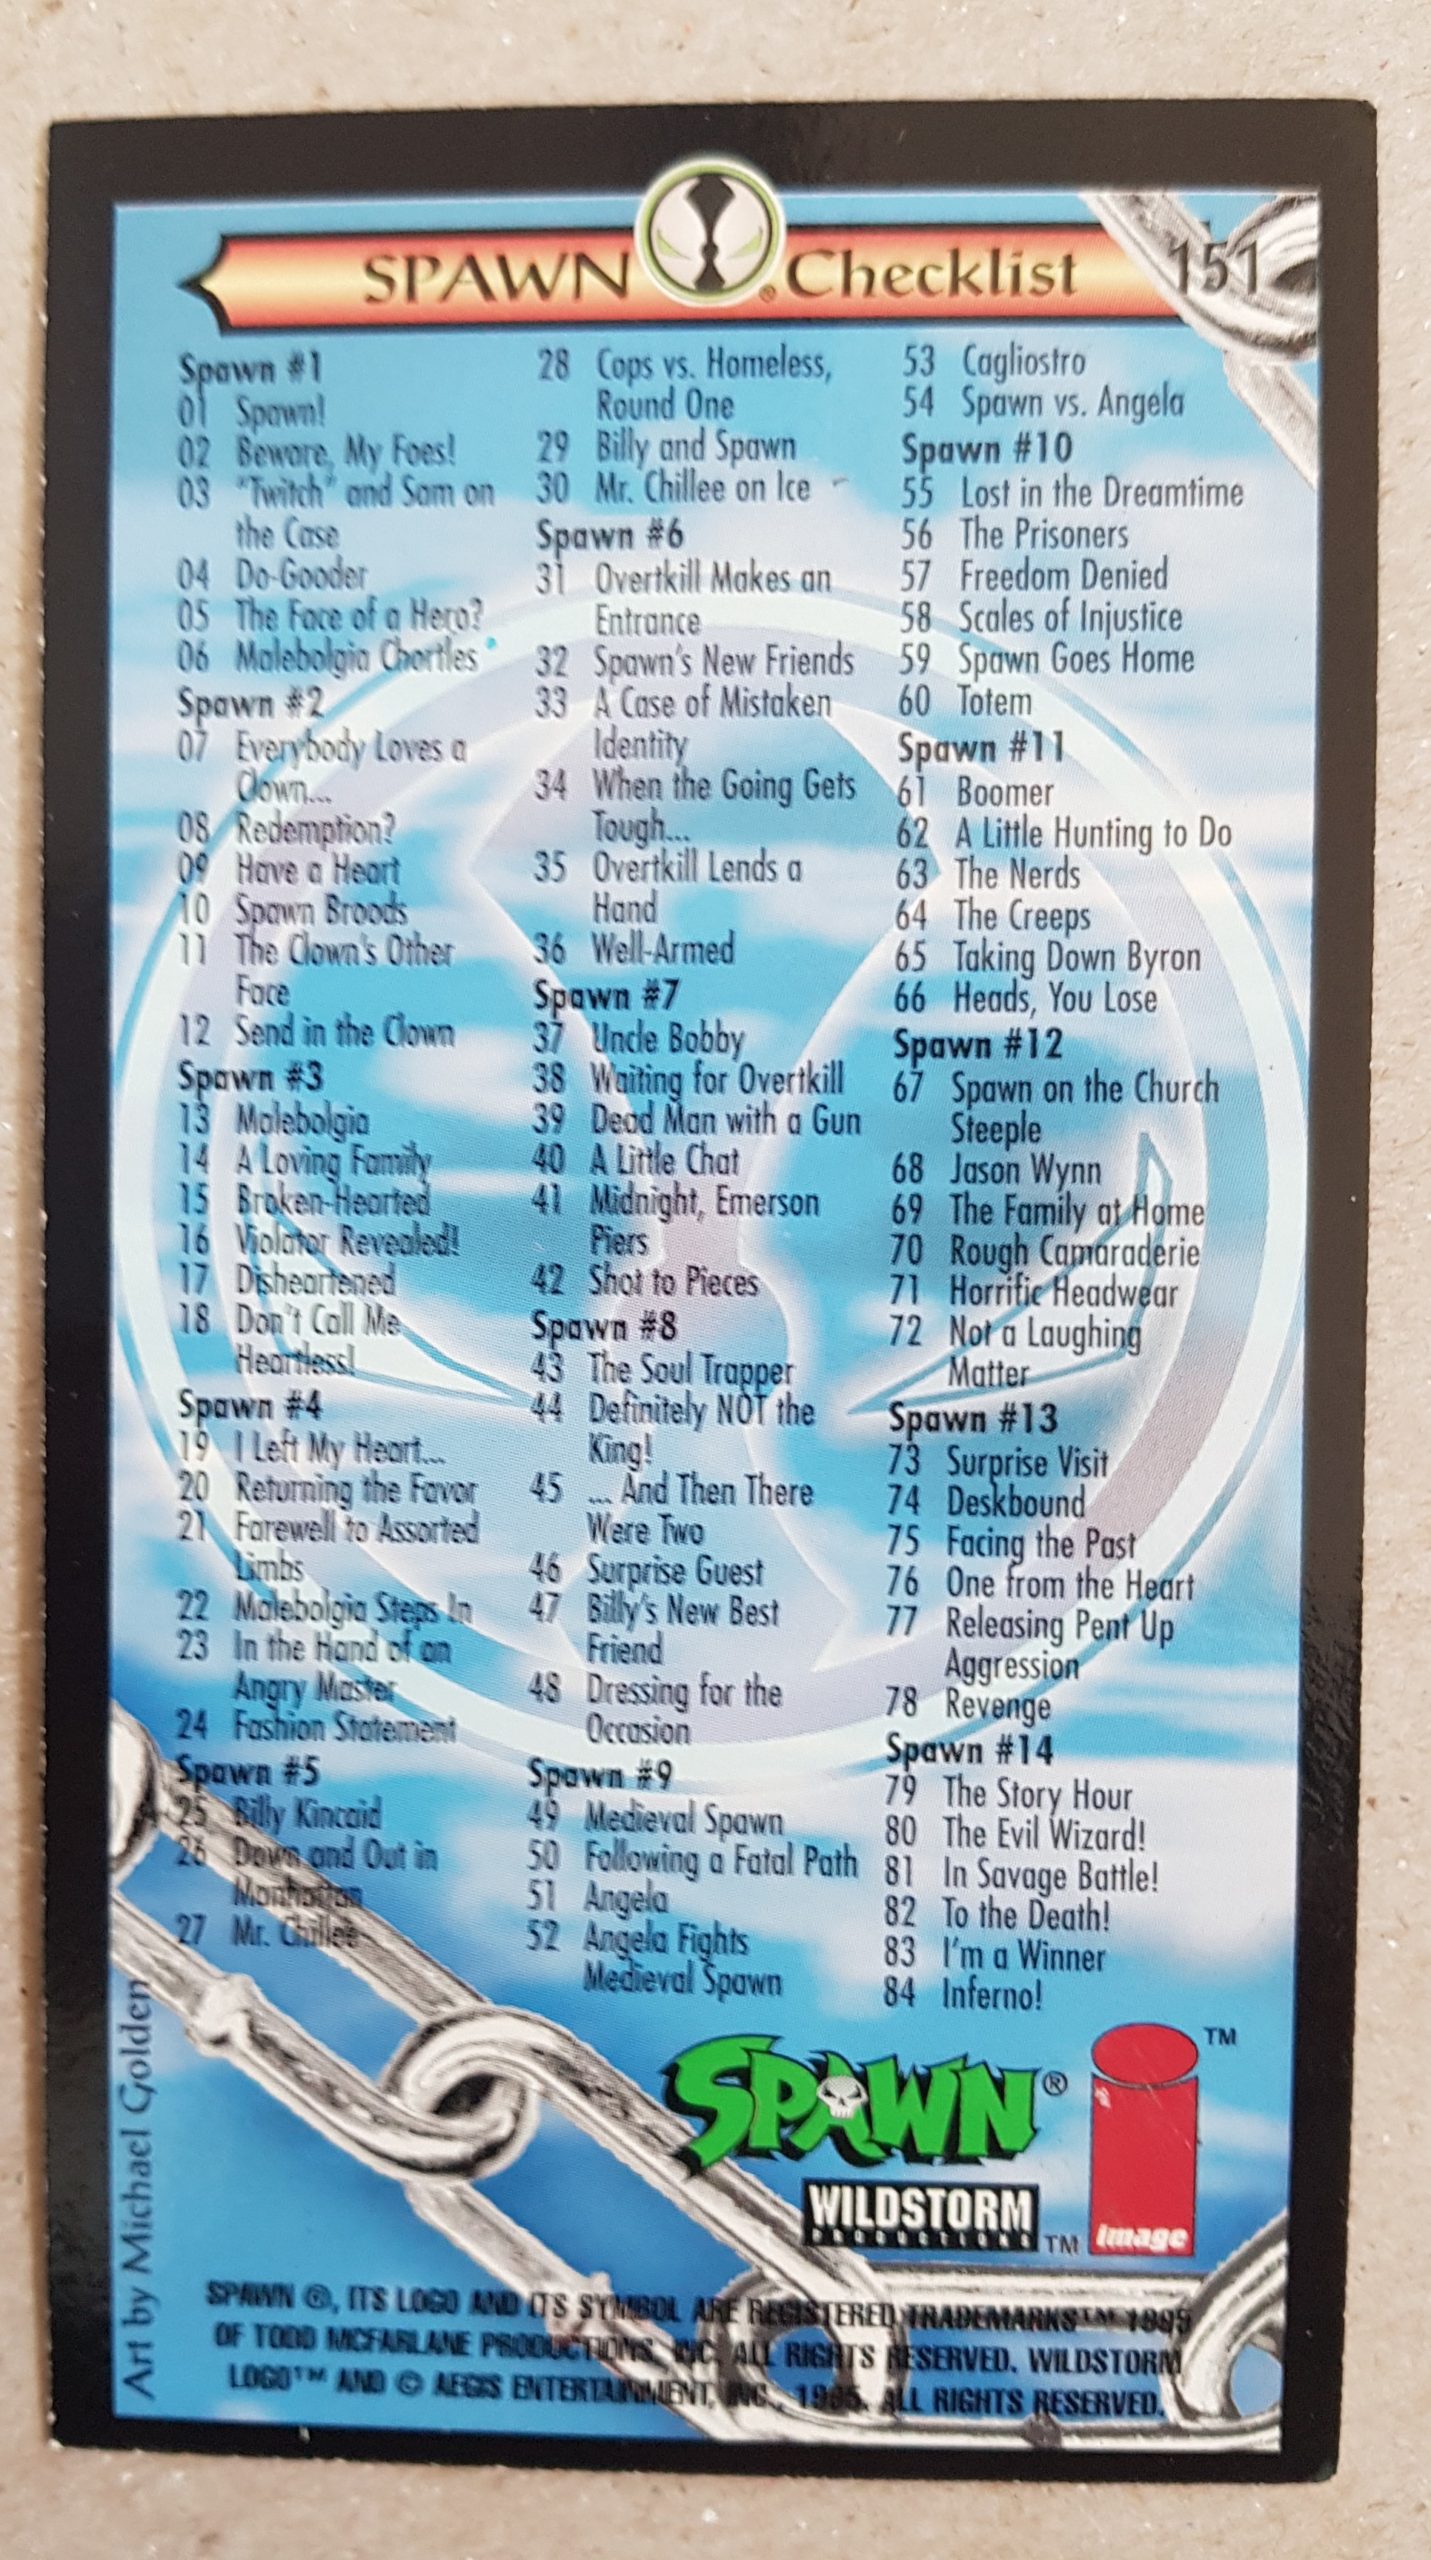 SPAWN ® Checklist
151
Spawn #1
01 Spawn!
02 Beware, My Foes!
03 "Twitch" and Sam on
the Case
04 Do-Gooder
05 The Face of a Hero?
06 Malebolgia Chortles
Spawn #2
07 Everybody Loves a
Clown...
08 Redemption?
09 Have a Heart
10 Spawn Broods
11 The Clown's Other
Face
12 Send in the Clown
Spawn #3
13 Malebolgia
14 A Loving Family
15 Broken-Hearted
16 Violator Revealed!
17 Disheartened
18 Don't Call Me
Heartless!
Spawn #4
19 I Left My Heart...
20 Returning the Favor
21 Farewell to Assorted
Limbs
22 Malebolgia Steps In
23 In the Hand of an
Angry Master
24 Fashion Statement
Spawn #5
25 Billy Kincaid
26 Down and Out in
Manhattan
27 Mr. Chillee
28 Cops vs. Homeless,
Round One
29 Billy and Spawn
30 Mr. Chillee on Ice
Spawn #6
31 Overtkill Makes an
Entrance
32 Spawn's New Friends
33 A Case of Mistaken
Identity
34 When the Going Gets
Tough...
35 Overtkill Lends a
Hand
36 Well-Armed
Spawn #7
37 Uncle Bobby
38 Waiting for Overtkill
39 Dead Man with a Gun
40 A Little Chat
41 Midnight, Emerson
Piers
42 Shot to Pieces
Spawn #8
43 The Soul Trapper
44 Definitely NOT the
King!
45 ... And Then There
Were Two
46 Surprise Guest
47 Billy's New Best
Friend
48 Dressing for the
Occasion
Spawn #9
49 Medieval Spawn
50 Following a Fatal Path
51 Angela
52 Angela Fights
Medieval Spawn
53 Cagliostro
54 Spawn vs. Angela
Spawn #10
55 Lost in the Dreamtime
56 The Prisoners
57 Freedom Denied
58 Scales of Injustice
59 Spawn Goes Home
60 Totem
Spawn #11
61 Boomer
62 A Little Hunting to Do
63 The Nerds
64 The Creeps
65 Taking Down Byron
66 Heads, You Lose
Spawn #12
67 Spawn on the Church
Steeple
68 Jason Wynn
69 The Family at Home
70 Rough Camaraderie
71 Horrific Headwear
72 Not a Laughing
Matter
Spawn #13
73 Surprise Visit
74 Deskbound
75 Facing the Past
76 One from the Heart
77 Releasing Pent Up
Aggression
78 Revenge
Spawn #14
79 The Story Hour
80 The Evil Wizard!
81 In Savage Battle!
82 To the Death!
83 I'm a Winner
84 Inferno!
Art by Michael Golden
SPAWN ®
TM
image
WILDSTORM
PRODUCTIONS TM
SPAWN ®, ITS LOGO AND ITS SYMBOL ARE REGISTERED TRADEMARKS™ 1995
OF TODD MCFARLANE PRODUCTIONS, INC. ALL RIGHTS RESERVED. WILDSTORM
LOGO™ AND © AEGIS ENTERTAINMENT, INC., 1995. ALL RIGHTS RESERVED.